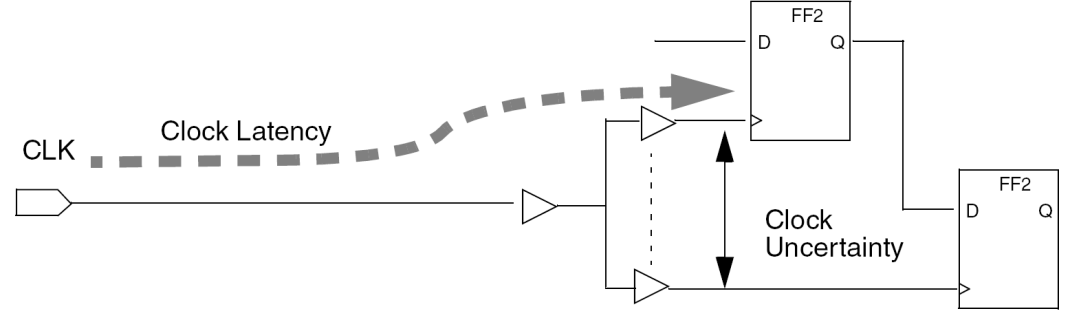 FF2
D Q
Clock Latency
CLK
FF2
D Q
Clock
Uncertainty